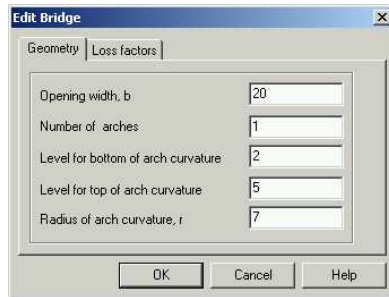 Edit Bridge
Geometry Loss factors
Opening width, b 20
Number of arches 1
Level for bottom of arch curvature 2
Level for top of arch curvature 5
Radius of arch curvature, r 7
OK Cancel Help